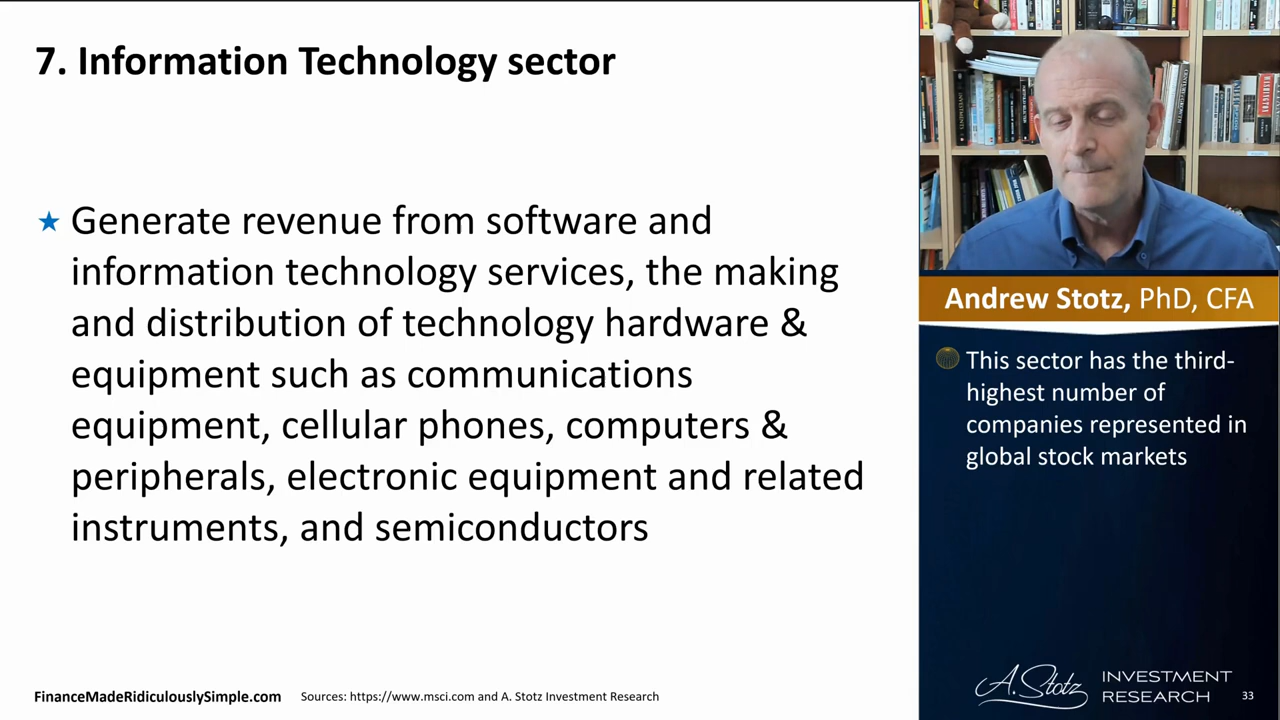 7. Information Technology sector
Generate revenue from software and
information technology services, the making
and distribution of technology hardware &
equipment such as communications
equipment, cellular phones, computers &
peripherals, electronic equipment and related
instruments, and semiconductors
FinanceMadeRidiculouslySimple.com
Sources: https://www.msci.com and A. Stotz Investment Research
WASHINGTON
INVESTMENTS
Andrew Stotz, PhD, CFA
This sector has the third-
highest number of
companies represented in
global stock markets
A. Stotz
INVESTMENT
RESEARCH
33